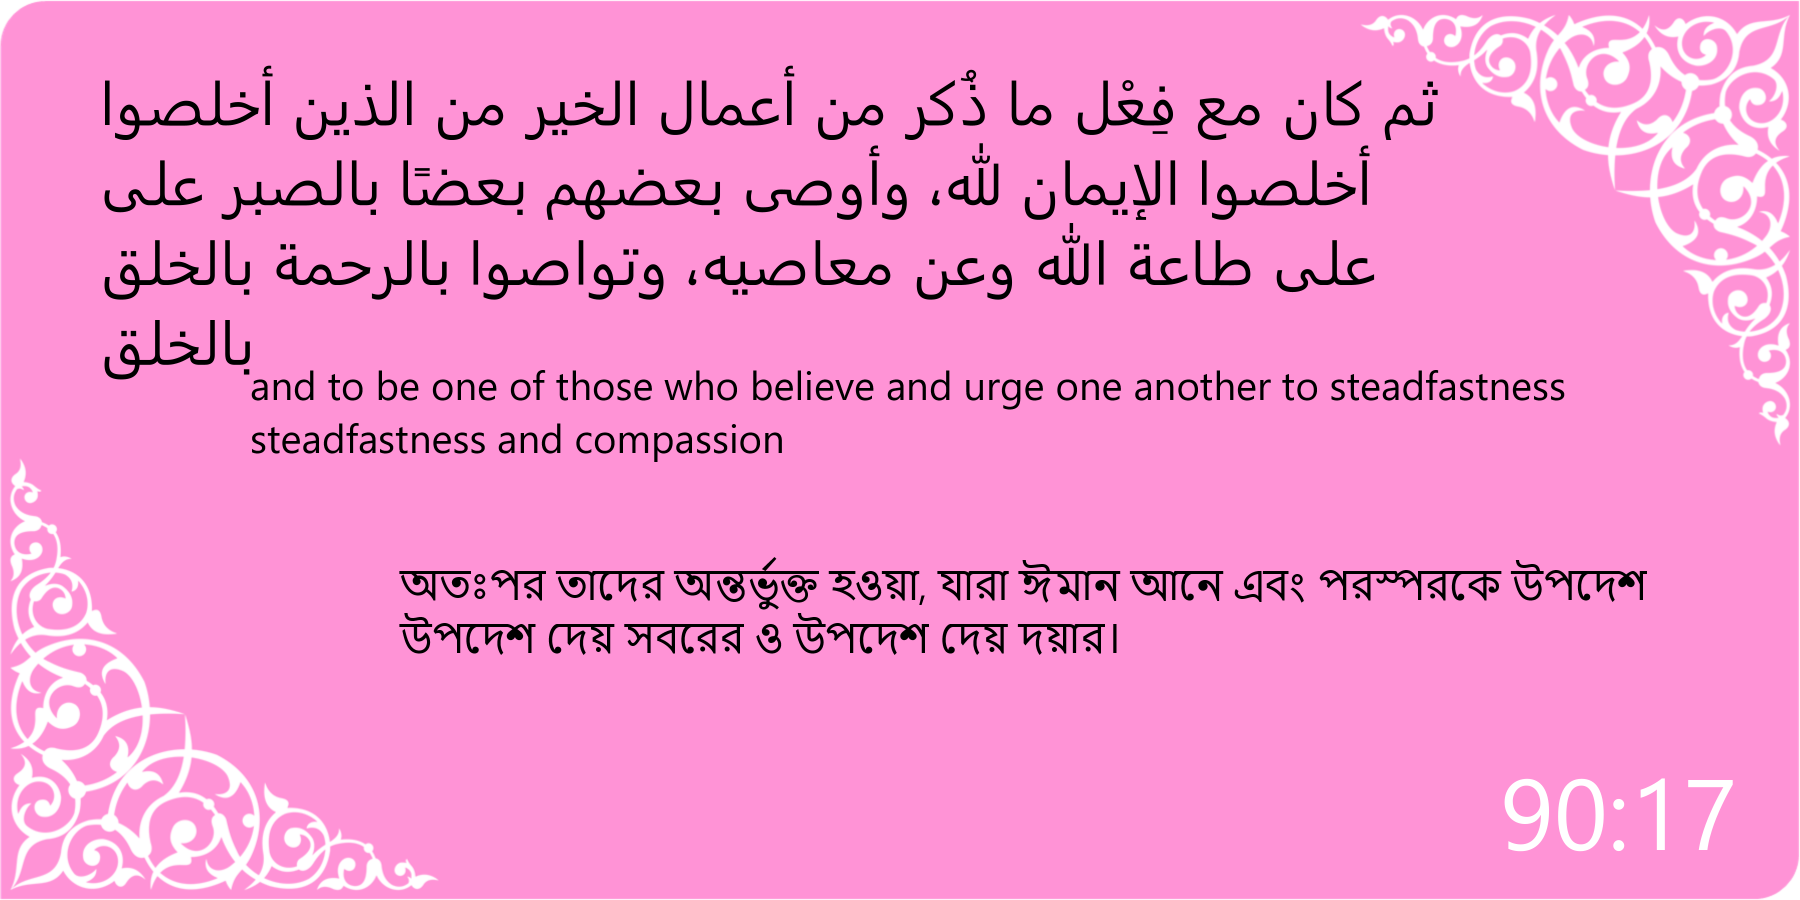 ثم كان مع فِعْل ما ذُكر من أعمال الخير من الذين أخلصوا
أخلصوا الإيمان لله، وأوصى بعضهم بعضًا بالصبر على
على طاعة الله وعن معاصيه، وتواصوا بالرحمة بالخلق
بالخلق
and to be one of those who believe and urge one another to steadfastness
steadfastness and compassion
অতঃপর তাদের অন্তর্ভুক্ত হওয়া, যারা ঈমান আনে এবং পরস্পরকে উপদেশ
উপদেশ দেয় সবরের ও উপদেশ দেয় দয়ার।
90:17